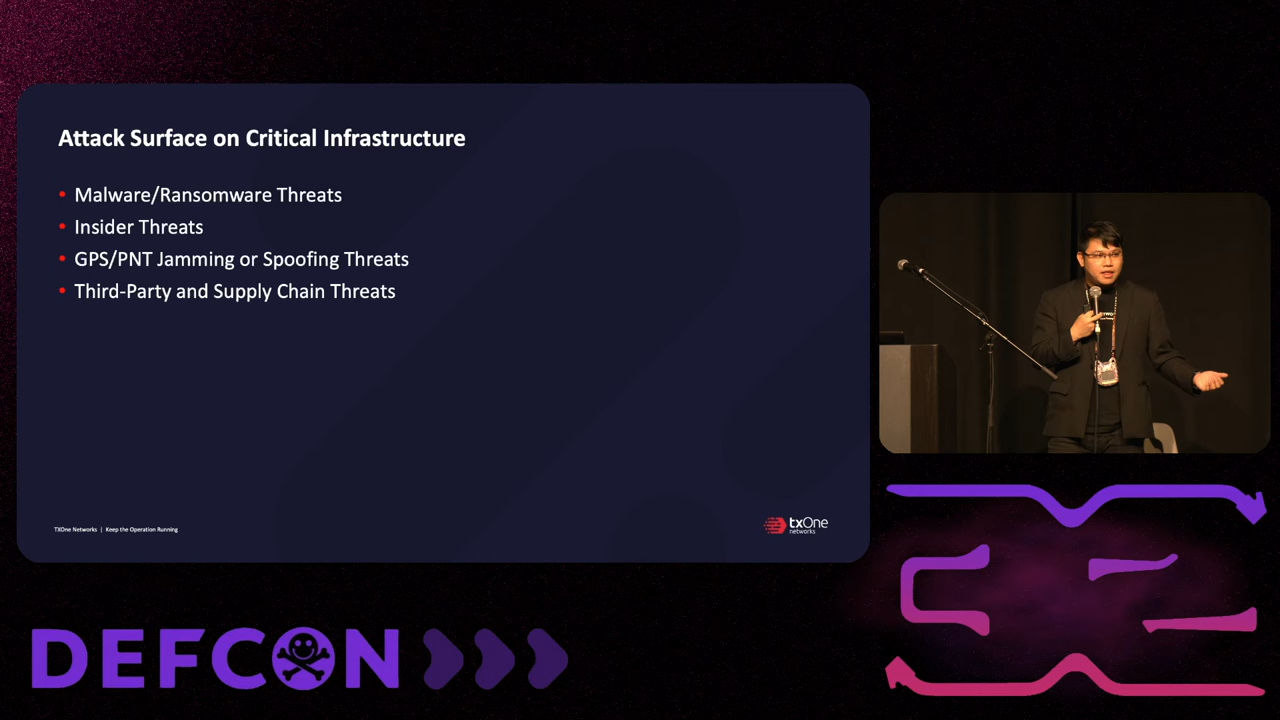 Attack Surface on Critical Infrastructure
• Malware/Ransomware Threats
• Insider Threats
• GPS/PNT Jamming or Spoofing Threats
• Third-Party and Supply Chain Threats
TXOne Networks | Keep the Operation Running
txOne
networks
DEFCON